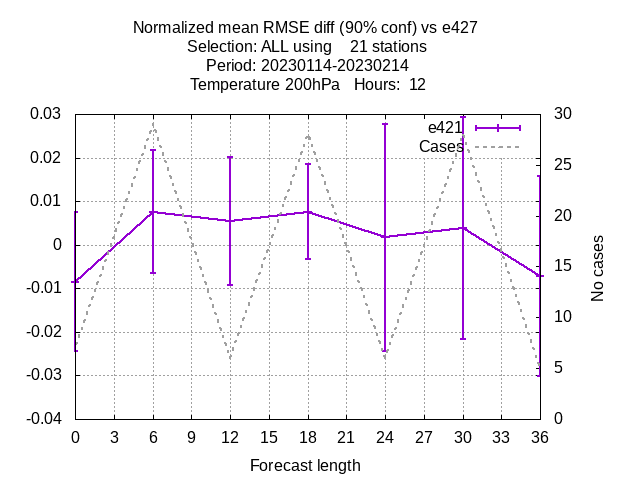 Normalized mean RMSE diff (90% conf) vs e427
Selection: ALL using    21 stations
Period: 20230114-20230214
Temperature 200hPa   Hours:  12
e421
Cases
0.03
0.02
0.01
0
-0.01
-0.02
-0.03
-0.04
30
25
20
15
10
5
0
No cases
0 3 6 9 12 15 18 21 24 27 30 33 36
Forecast length